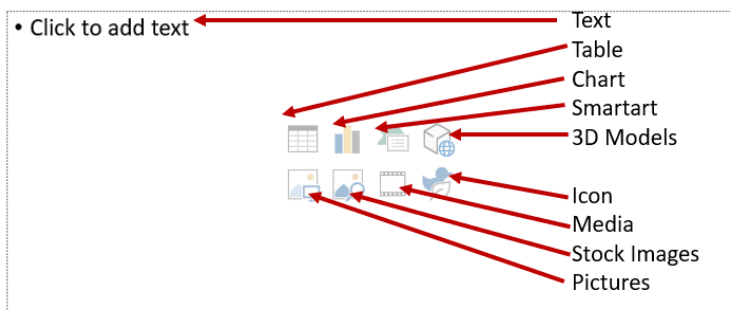 • Click to add text
Text
Table
Chart
Smartart
3D Models
Icon
Media
Stock Images
Pictures